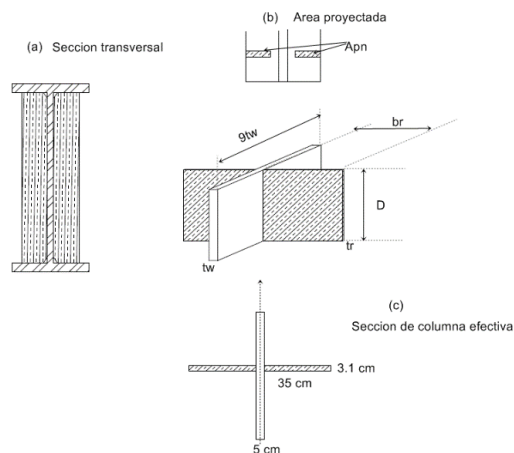 (b) Area proyectada
(a) Seccion transversal
Apn
9tw
br
D
tr
tw
(c)
Seccion de columna efectiva
3.1 cm
35 cm
5 cm